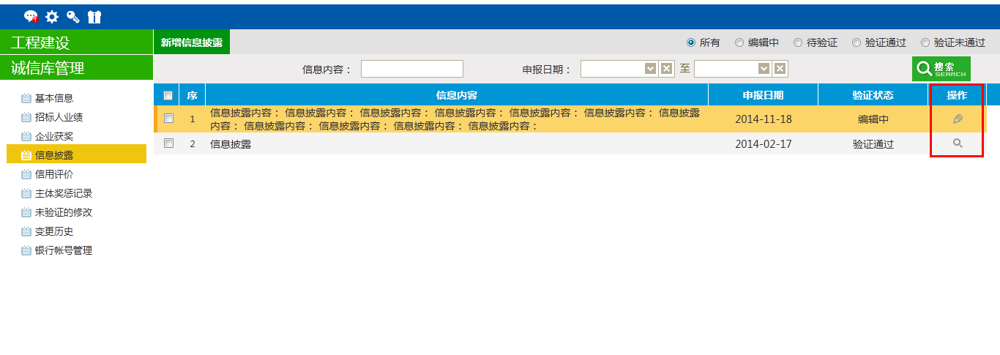 工程建设
诚信库管理
基本信息
招标人业绩
企业获奖
信息披露
信用评价
主体奖惩记录
未验证的修改
变更历史
银行帐号管理
新增信息披露
所有 编辑中 待验证 验证通过 验证未通过
信息内容： 申报日期： 至 搜索 SEARCH
序 信息内容 申报日期 验证状态 操作
1 信息披露内容： 信息披露内容： 信息披露内容： 信息披露内容： 信息披露内容： 信息披露内容： 信息披露 2014-11-18 编辑中
内容： 信息披露内容： 信息披露内容： 信息披露内容： 信息披露内容：
2 信息披露 2014-02-17 验证通过